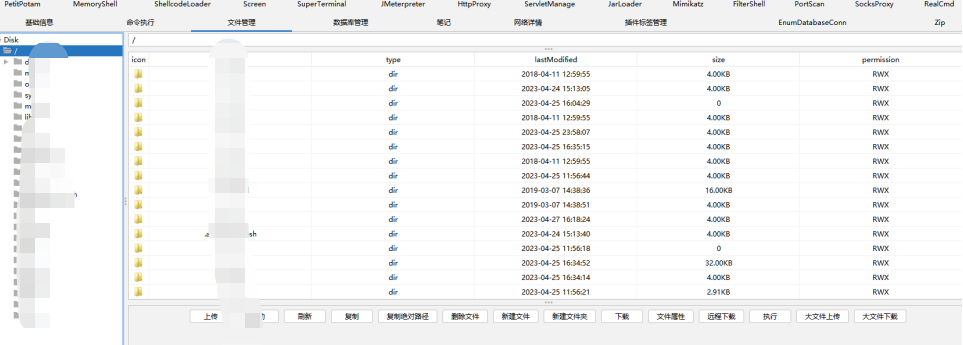 PetitPotam MemoryShell ShellcodeLoader Screen SuperTerminal JMeterpreter HttpProxy ServletManage JarLoader Mimikatz FilterShell PortScan SocksProxy RealCmd
基础信息 命令执行 文件管理 数据库管理 笔记 网络详情 插件标签管理 EnumDatabaseConn Zip
Disk
/
/
icon type lastModified size permission
dir 2018-04-11 12:59:55 4.00KB RWX
dir 2023-04-24 15:13:05 4.00KB RWX
dir 2023-04-25 16:04:29 0 RWX
dir 2018-04-11 12:59:55 4.00KB RWX
dir 2023-04-25 23:58:07 4.00KB RWX
dir 2023-04-25 16:35:15 4.00KB RWX
dir 2018-04-11 12:59:55 4.00KB RWX
dir 2023-04-25 11:56:44 4.00KB RWX
dir 2019-03-07 14:38:36 16.00KB RWX
dir 2019-03-07 14:38:51 4.00KB RWX
dir 2023-04-27 16:18:24 4.00KB RWX
dir 2023-04-24 15:13:40 4.00KB RWX
dir 2023-04-25 11:56:18 0 RWX
dir 2023-04-25 16:34:52 32.00KB RWX
dir 2023-04-25 16:34:14 4.00KB RWX
dir 2023-04-25 11:56:21 2.91KB RWX
上传 刷新 复制 复制绝对路径 删除文件 新建文件 新建文件夹 下载 文件属性 远程下载 执行 大文件上传 大文件下载